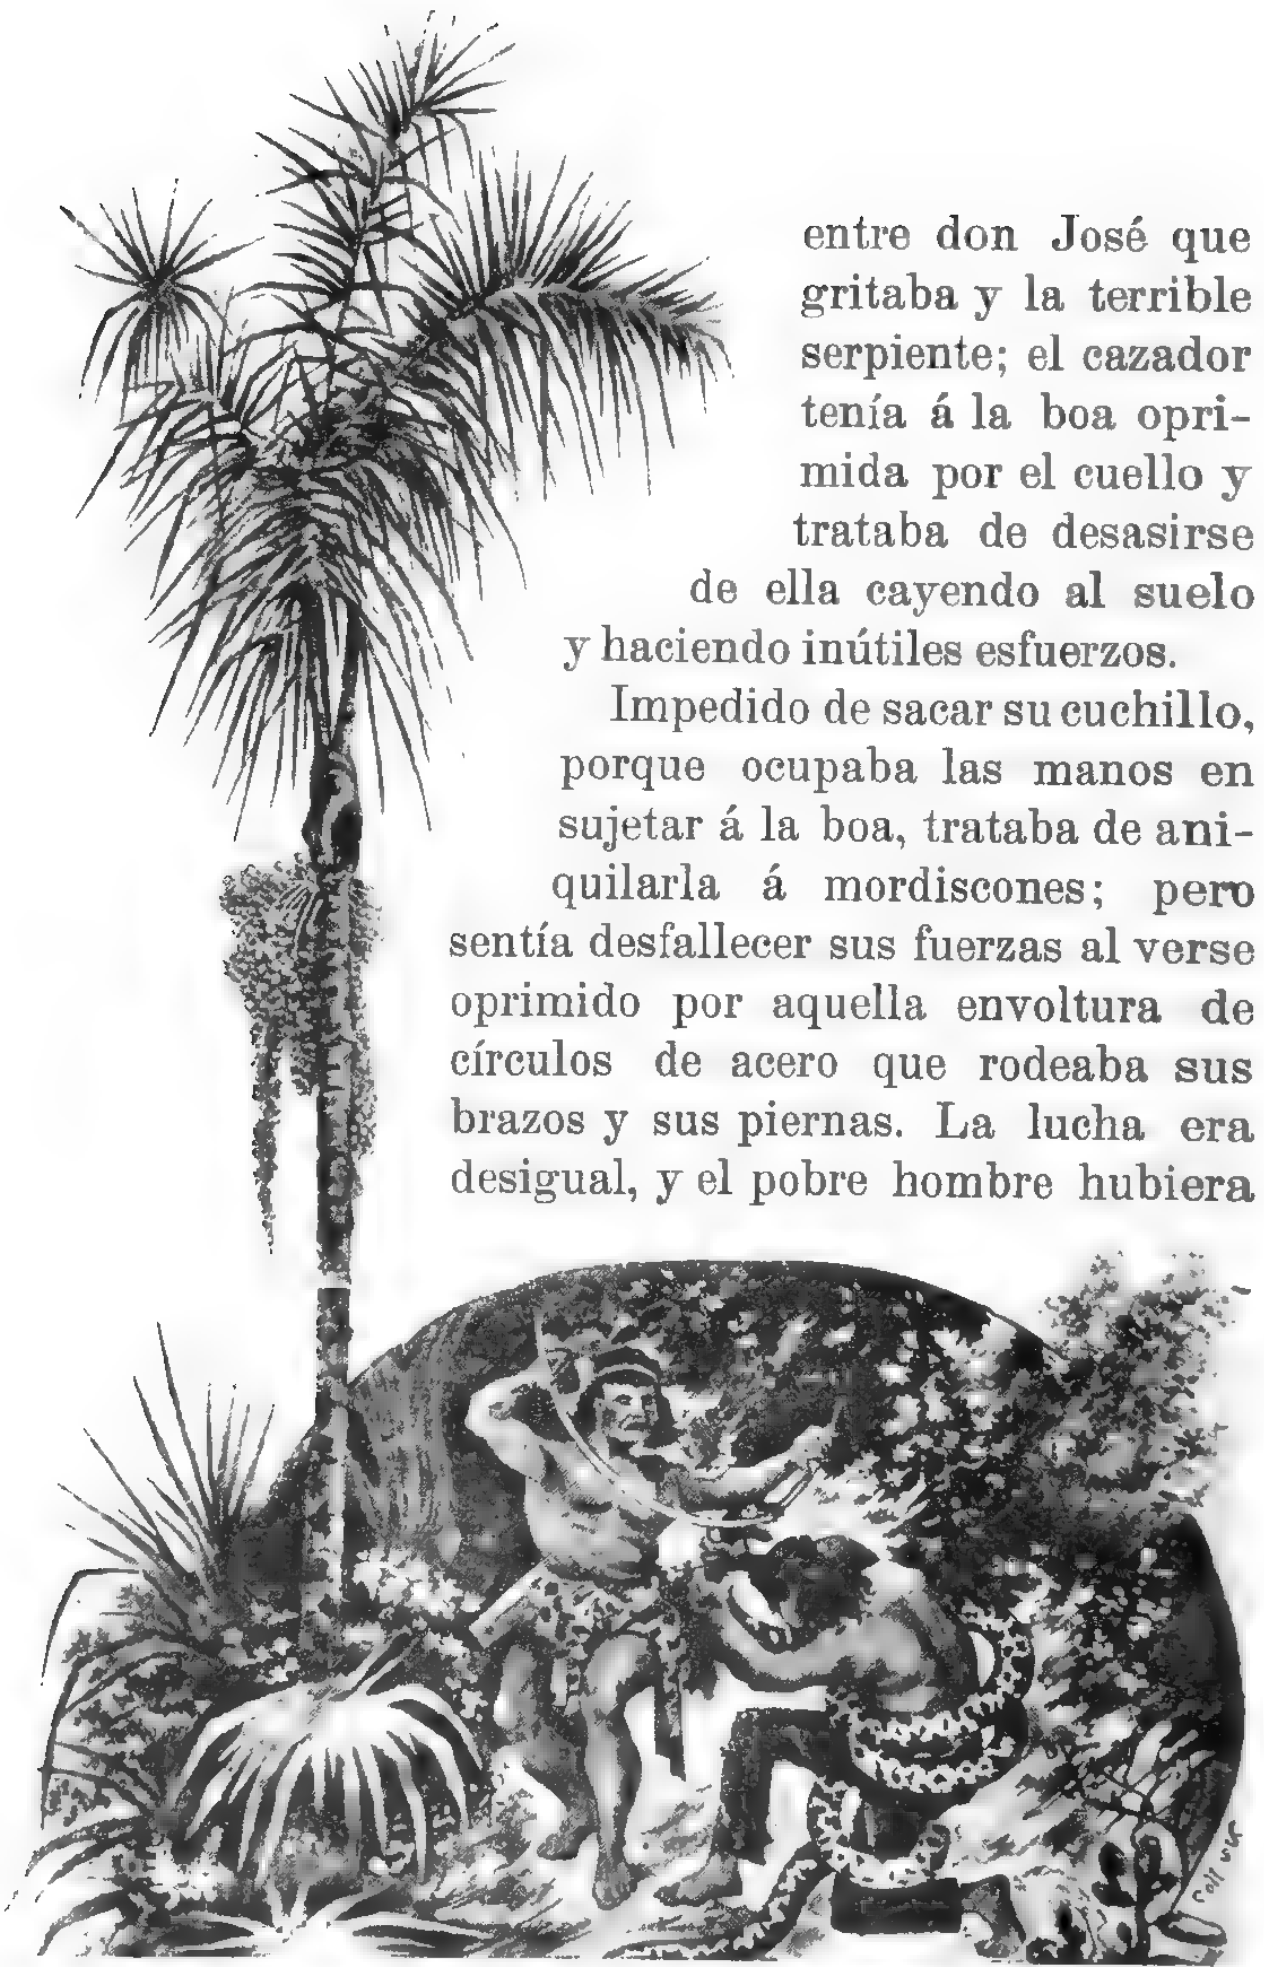 entre don José que
gritaba y la terrible
serpiente; el cazador
tenía á la boa opri-
mida por el cuello y
trataba de desasirse
de ella cayendo al suelo
y haciendo inútiles esfuerzos.
Impedido de sacar su cuchillo,
porque ocupaba las manos en
sujetar á la boa, trataba de ani-
quilarla á mordiscones; pero
sentía desfallecer sus fuerzas al verse
oprimido por aquella envoltura de
círculos de acero que rodeaba sus
brazos y sus piernas. La lucha era
desigual, y el pobre hombre hubiera